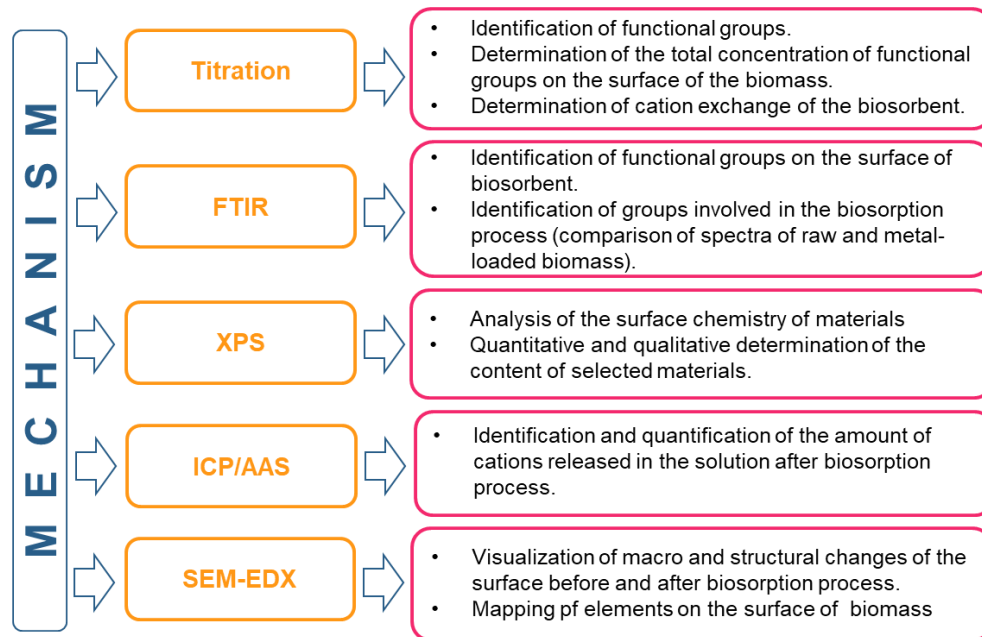 MECHANISM
Titration
• Identification of functional groups.
• Determination of the total concentration of functional
groups on the surface of the biomass.
• Determination of cation exchange of the biosorbent.
FTIR
• Identification of functional groups on the surface of
biosorbent.
• Identification of groups involved in the biosorption
process (comparison of spectra of raw and metal-
loaded biomass).
XPS
• Analysis of the surface chemistry of materials
• Quantitative and qualitative determination of the
content of selected materials.
ICP/AAS
• Identification and quantification of the amount of
cations released in the solution after biosorption
process.
SEM-EDX
• Visualization of macro and structural changes of the
surface before and after biosorption process.
• Mapping pf elements on the surface of biomass